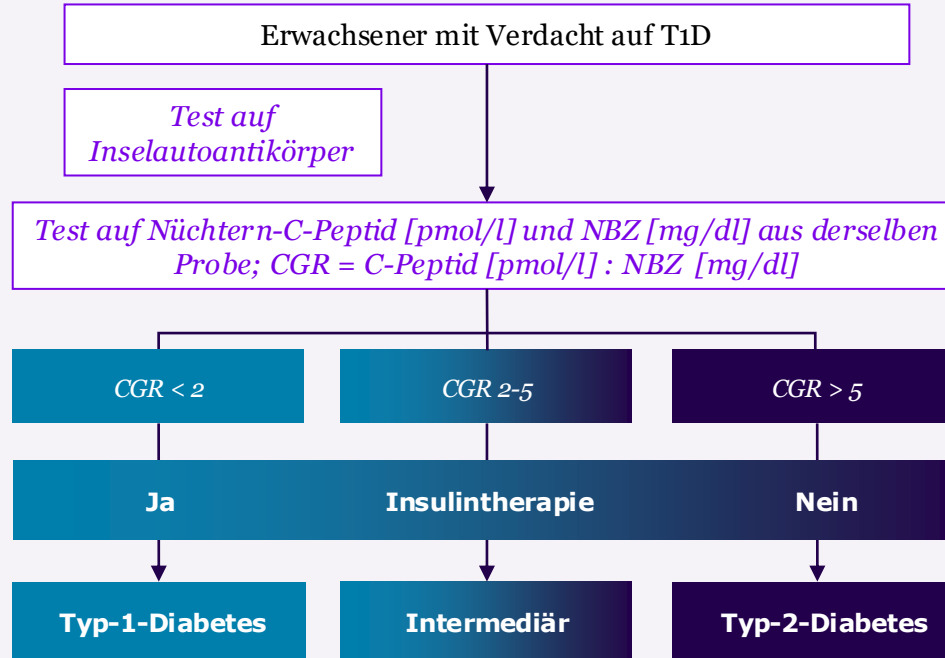 Erwachsener mit Verdacht auf T1D
Test auf
Inselautoantikörper
Test auf Nüchtern-C-Peptid [pmol/l] und NBZ [mg/dl] aus derselben
Probe; CGR = C-Peptid [pmol/l] : NBZ [mg/dl]
CGR < 2
CGR 2-5
CGR > 5
Ja
Insulintherapie
Nein
Typ-1-Diabetes
Intermediär
Typ-2-Diabetes